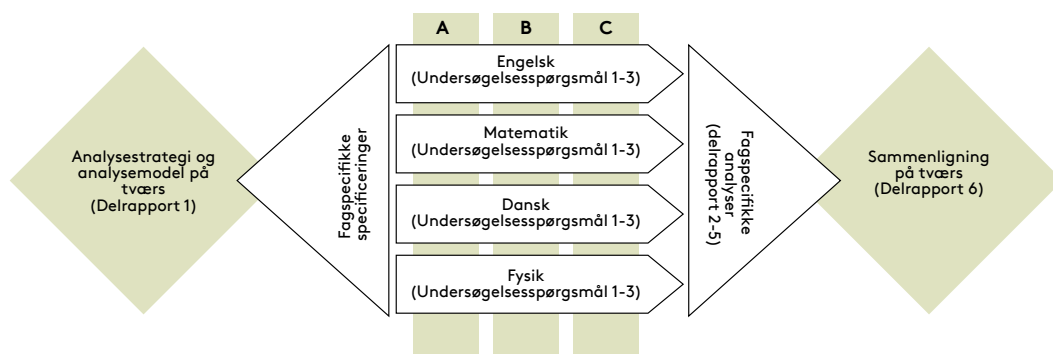 A
B
C
Analysestrategi og
analysemodel på
tværs
(Delrapport 1)
Fagspecifikke
specificeringer
Engelsk
(Undersøgelsesspørgsmål 1-3)
Matematik
(Undersøgelsesspørgsmål 1-3)
Dansk
(Undersøgelsesspørgsmål 1-3)
Fysik
(Undersøgelsesspørgsmål 1-3)
Fagspecifikke
analyser
(delrapport 2-5)
Sammenligning
på tværs
(Delrapport 6)